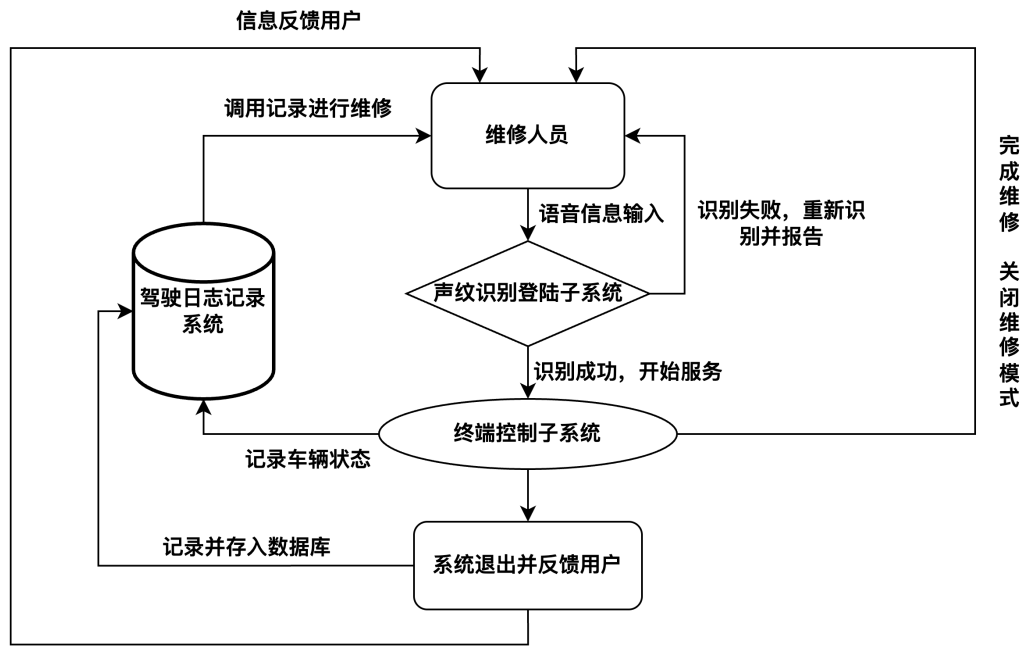 信息反馈用户
调用记录进行维修
维修人员
语音信息输入
识别失败，重新识
别并报告
完成维修 关闭维修模式
驾驶日志记录
系统
声纹识别登陆子系统
识别成功，开始服务
终端控制子系统
记录车辆状态
记录并存入数据库
系统退出并反馈用户